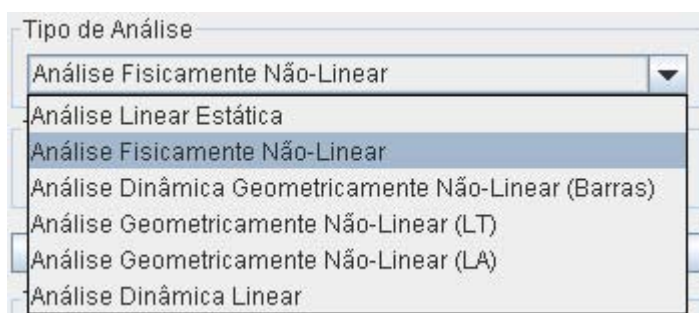 Tipo de Análise
Análise Fisicamente Não-Linear
Análise Linear Estática
Análise Fisicamente Não-Linear
Análise Dinâmica Geometricamente Não-Linear (Barras)
Análise Geometricamente Não-Linear (LT)
Análise Geometricamente Não-Linear (LA)
Análise Dinâmica Linear